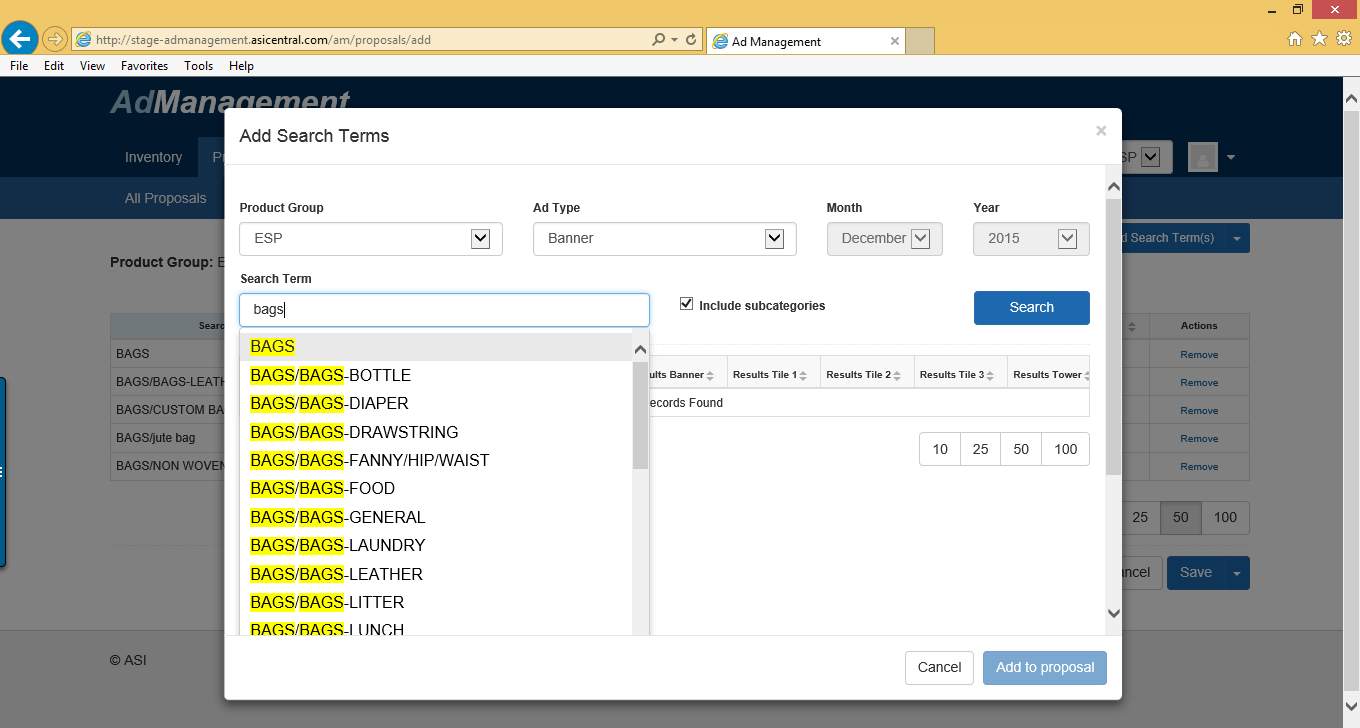 http://stage-admanagement.asicentral.com/am/proposals/add
Ad Management
File Edit View Favorites Tools Help
AdManagement
Add Search Terms
×
Inventory
All Proposals
Product Group
Ad Type
Month
Year
ESP
Banner
December
2015
Search Term(s)
Product Group:
Search Term
bags
Include subcategories
Search
BAGS
BAGS/BAGS-BOTTLE
BAGS/BAGS-DIAPER
BAGS/BAGS-DRAWSTRING
BAGS/BAGS-FANNY/HIP/WAIST
BAGS/BAGS-FOOD
BAGS/BAGS-GENERAL
BAGS/BAGS-LAUNDRY
BAGS/BAGS-LEATHER
BAGS/BAGS-LITTER
BAGS/BAGS-LUNCH
Banner Results Tile 1 Results Tile 2 Results Tile 3 Results Tower
Found
10 25 50 100
Actions
BAGS
Remove
BAGS/BAGS-LEATH
Remove
BAGS/CUSTOM BA
Remove
BAGS/jute bag
Remove
BAGS/NON WOVEN
Remove
25 50 100
Save
© ASI
Cancel
Add to proposal